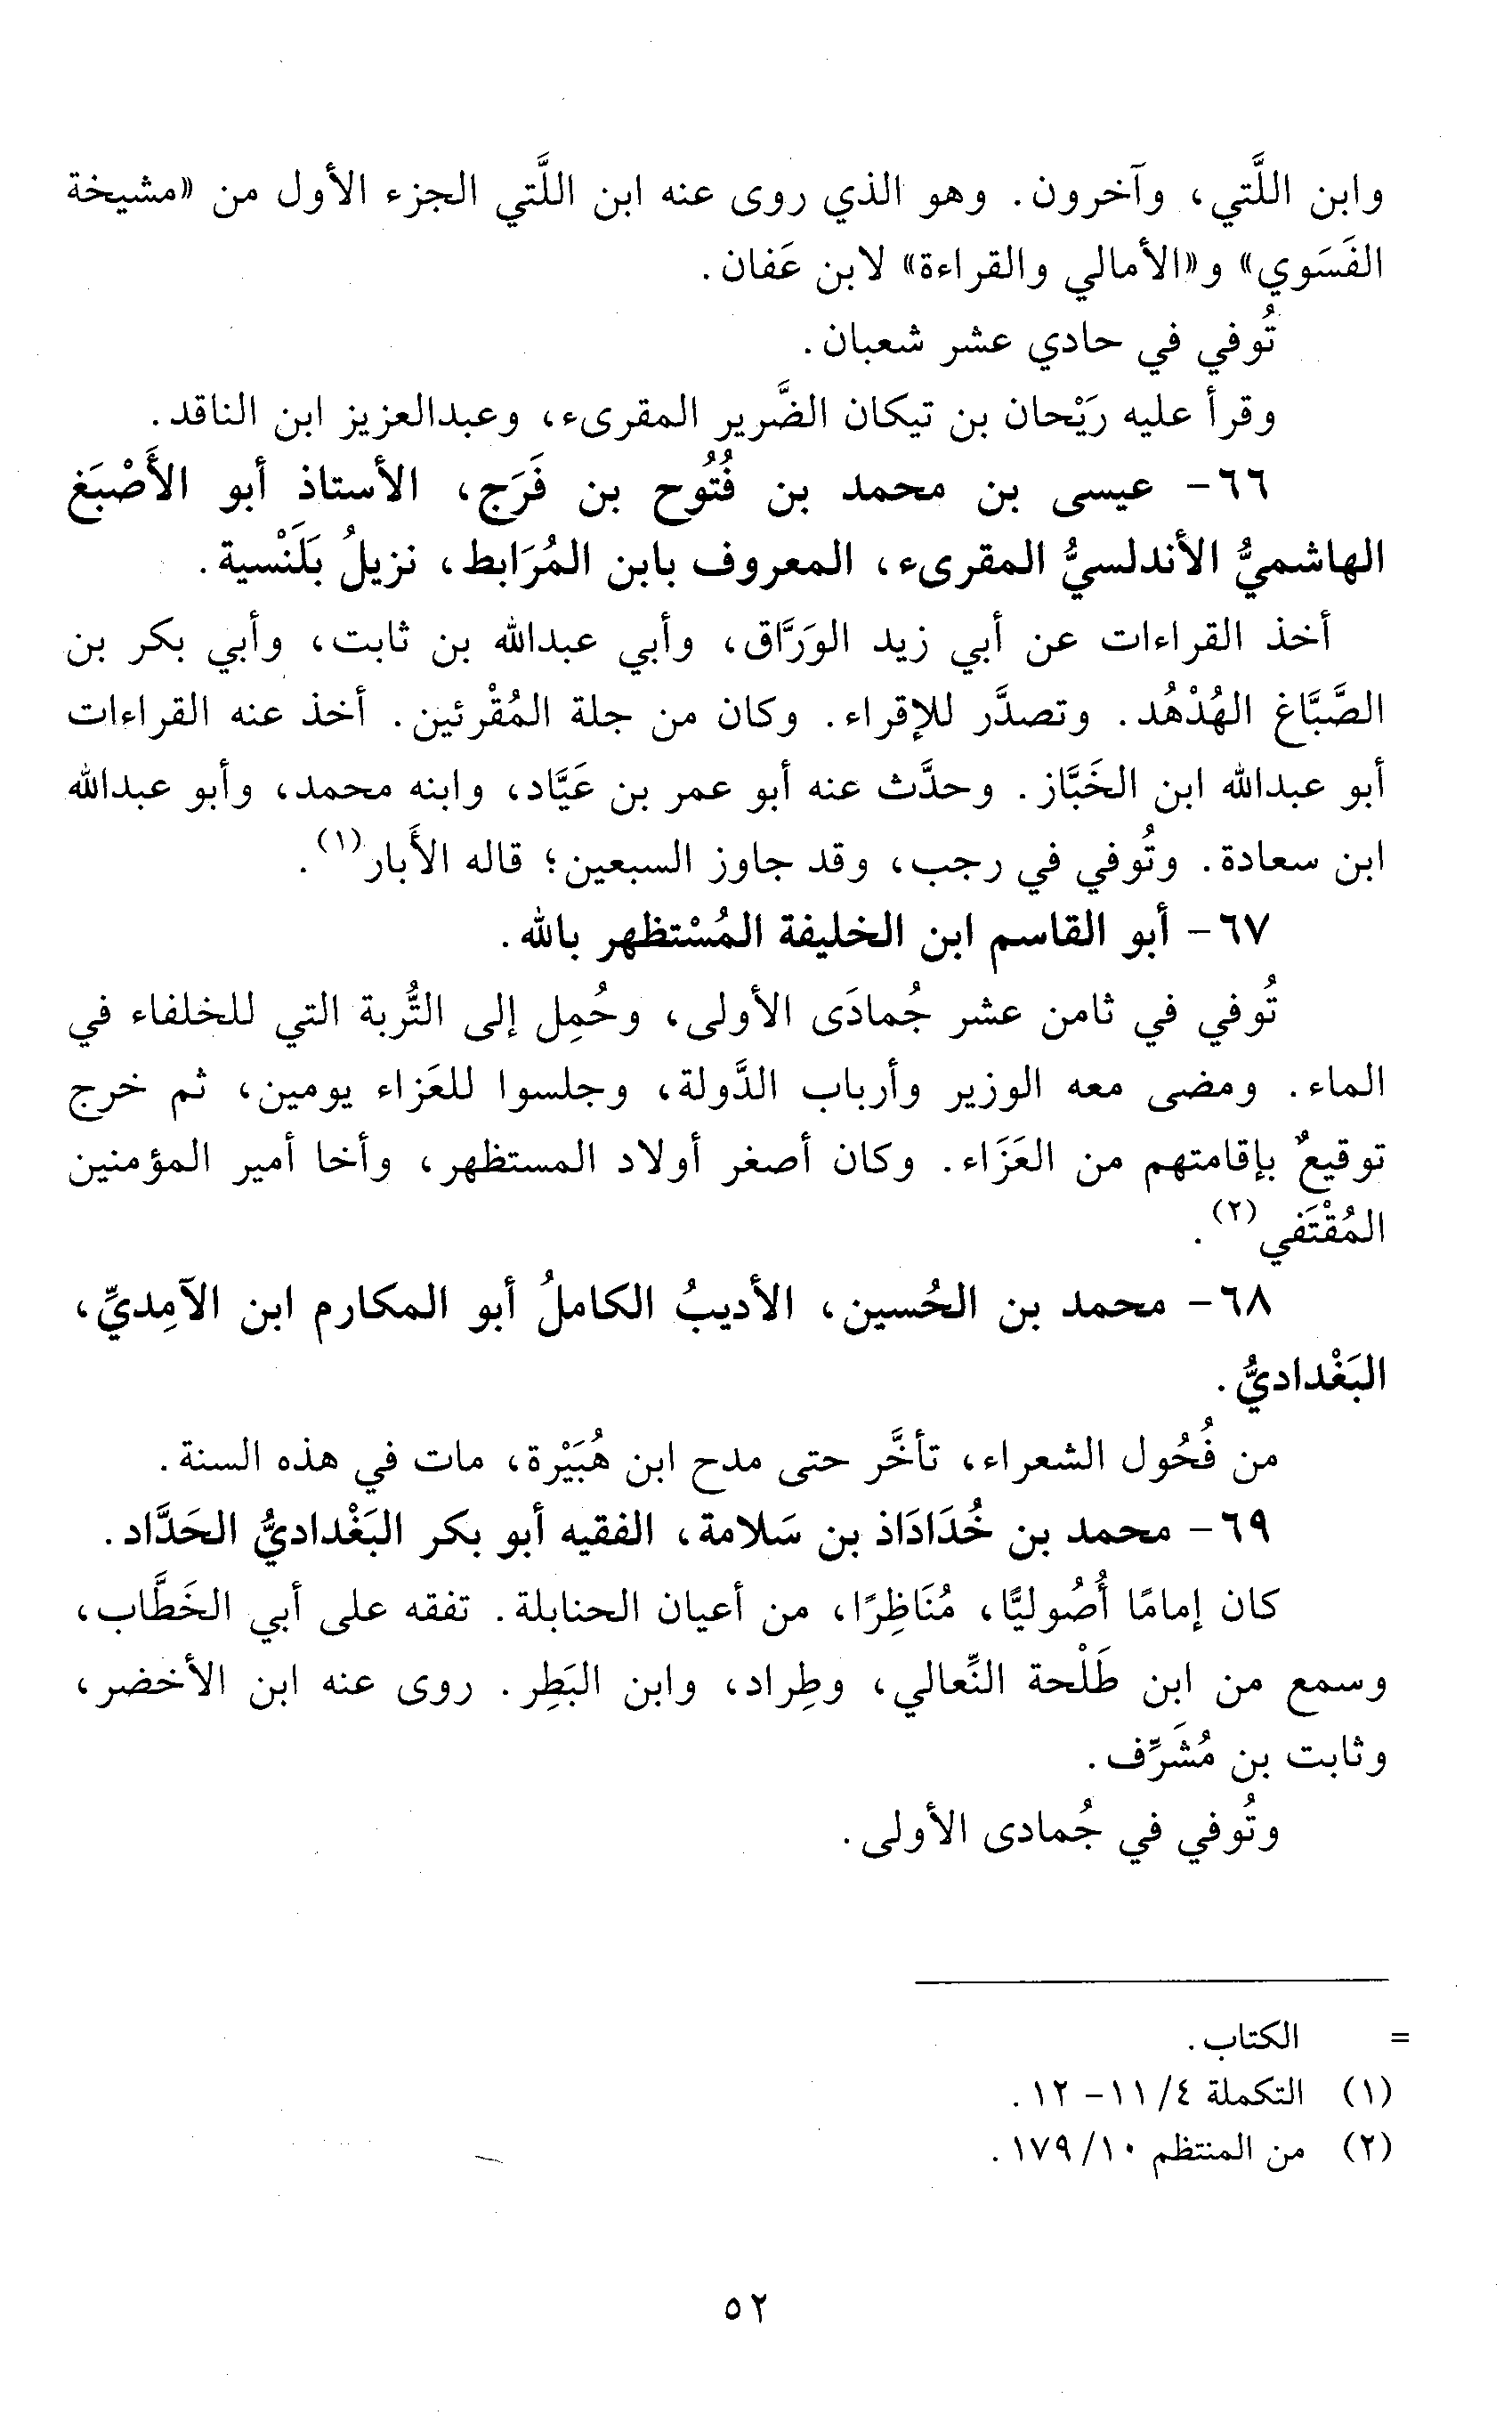 وابن اللَّتي، وآخرون. وهو الذي روى عنه ابن اللَّتي الجزء الأول من «مشيخة
الفَسَوي» و«الأمالي والقراءة» لابن عَفان.
تُوفي في حادي عشر شعبان.
وقرأ عليه رَيْحان بن تيكان الضَّرير المقرىء، وعبدالعزيز ابن الناقد.
٦٦- عيسى بن محمد بن فُتُوح بن فَرَج، الأستاذ أبو الأَصْبَغ
الهاشميُّ الأندلسيُّ المقرىء، المعروف بابن المُرَابط، نزيلُ بَلَنْسية.
أخذ القراءات عن أبي زيد الوَرَّاق، وأبي عبدالله بن ثابت، وأبي بكر بن
الصَّبَّاغ الهُدْهُد. وتصدَّر للإقراء. وكان من جلة المُقْرئين. أخذ عنه القراءات
أبو عبدالله ابن الخَبَّاز. وحدَّث عنه أبو عمر بن عَيَّاد، وابنه محمد، وأبو عبدالله
ابن سعادة. وتُوفي في رجب، وقد جاوز السبعين؛ قاله الأَبار(١).
٦٧- أبو القاسم ابن الخليفة المُسْتظهر بالله.
تُوفي في ثامن عشر جُمادَى الأولى، وحُمِل إلى التُّربة التي للخلفاء في
الماء. ومضى معه الوزير وأرباب الدَّولة، وجلسوا للعَزاء يومين، ثم خرج
توقيعٌ بإقامتهم من العَزَاء. وكان أصغر أولاد المستظهر، وأخا أمير المؤمنين
المُقْتَفي(٢).
٦٨- محمد بن الحُسين، الأديبُ الكاملُ أبو المكارم ابن الآمِديِّ،
البَغْداديُّ.
من فُحُول الشعراء، تأخَّر حتى مدح ابن هُبَيْرة، مات في هذه السنة.
٦٩- محمد بن خُدَادَاذ بن سَلامة، الفقيه أبو بكر البَغْداديُّ الحَدَّاد.
كان إمامًا أُصُوليًّا، مُنَاظِرًا، من أعيان الحنابلة. تفقه على أبي الخَطَّاب،
وسمع من ابن طَلْحة النِّعالي، وطِراد، وابن البَطِر. روى عنه ابن الأخضر،
وثابت بن مُشَرِّف.
وتُوفي في جُمادى الأولى.
= الكتاب.
(١) التكملة ٤/ ١١- ١٢.
(٢) من المنتظم ١٠/ ١٧٩.
٥٢